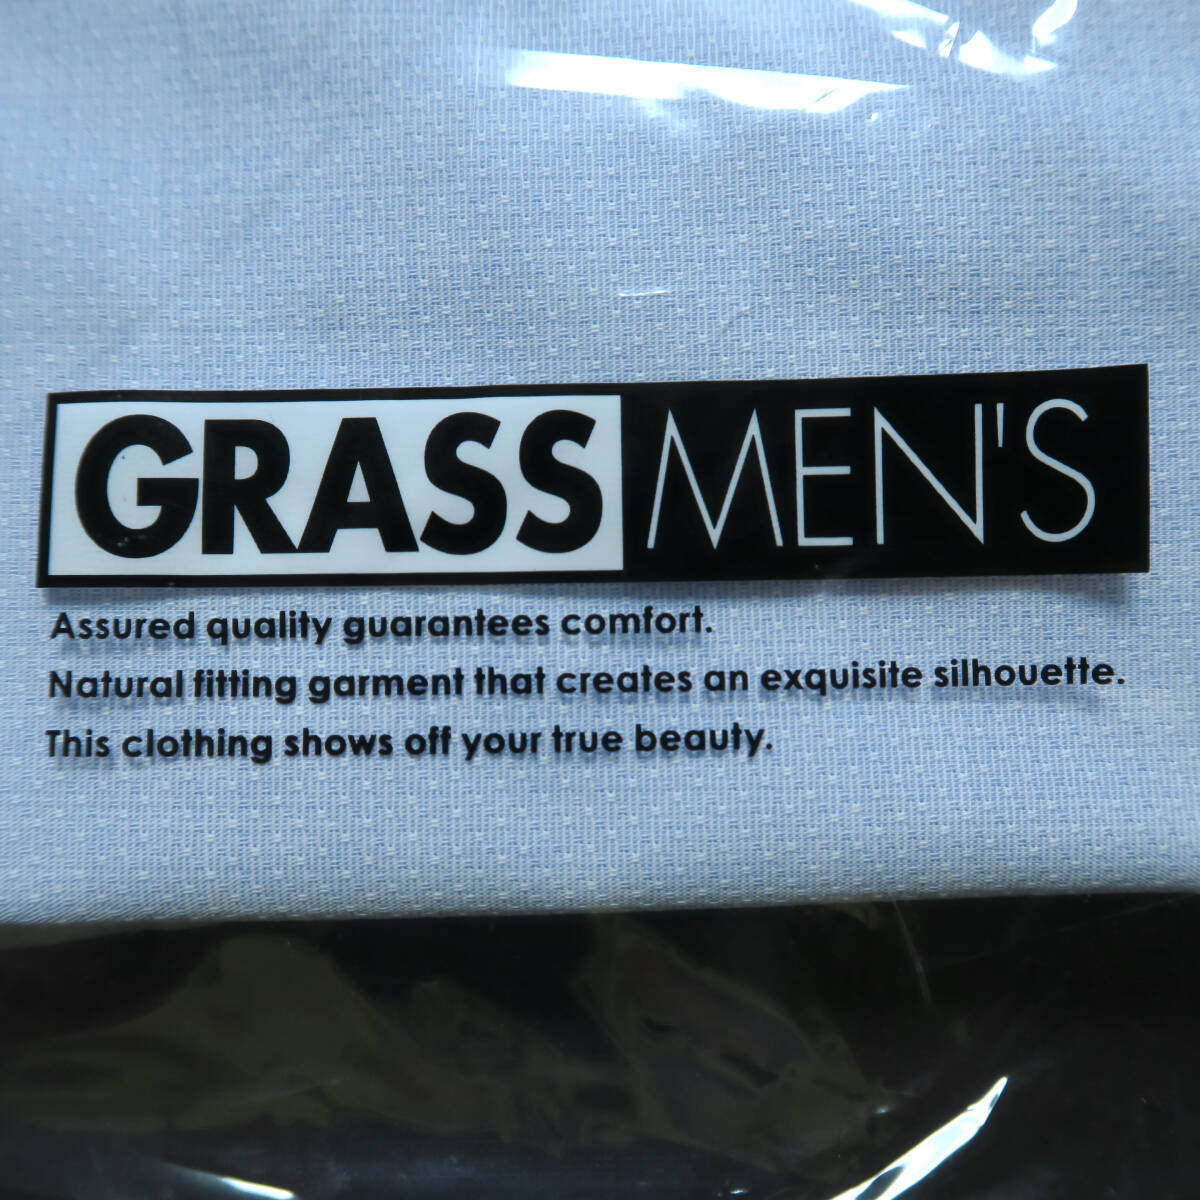 GRASS MEN'S
Assured quality guarantees comfort.
Natural fitting garment that creates an exquisite silhouette.
This clothing shows off your true beauty.